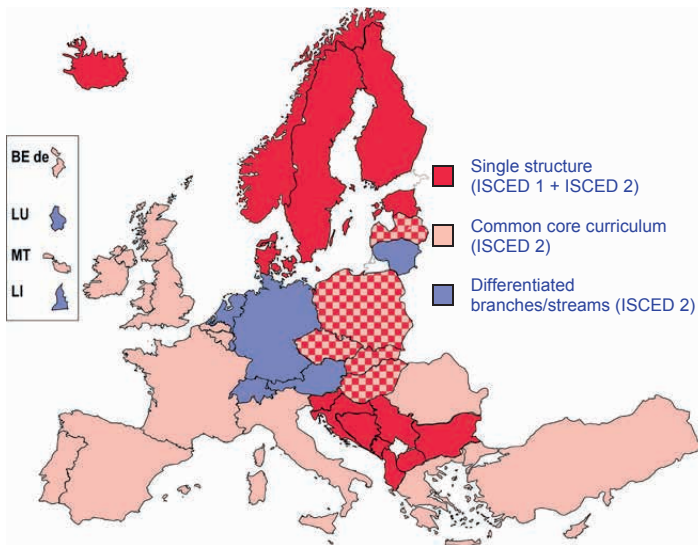 BE de
LU
MT
LI
Single structure
(ISCED 1 + ISCED 2)
Common core curriculum
(ISCED 2)
Differentiated
branches/streams (ISCED 2)